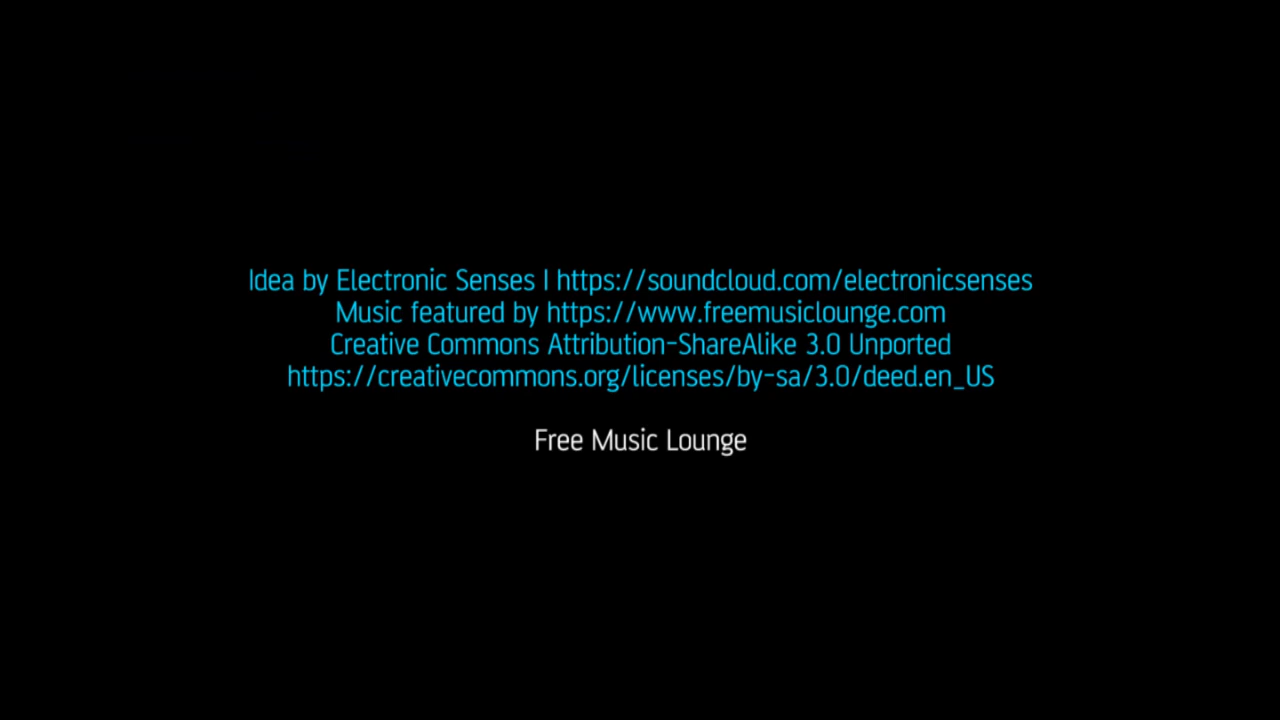 Idea by Electronic Senses | https://soundcloud.com/electronicsenses
Music featured by https://www.freemusiclounge.com
Creative Commons Attribution-ShareAlike 3.0 Unported
https://creativecommons.org/licenses/by-sa/3.0/deed.en_US
Free Music Lounge